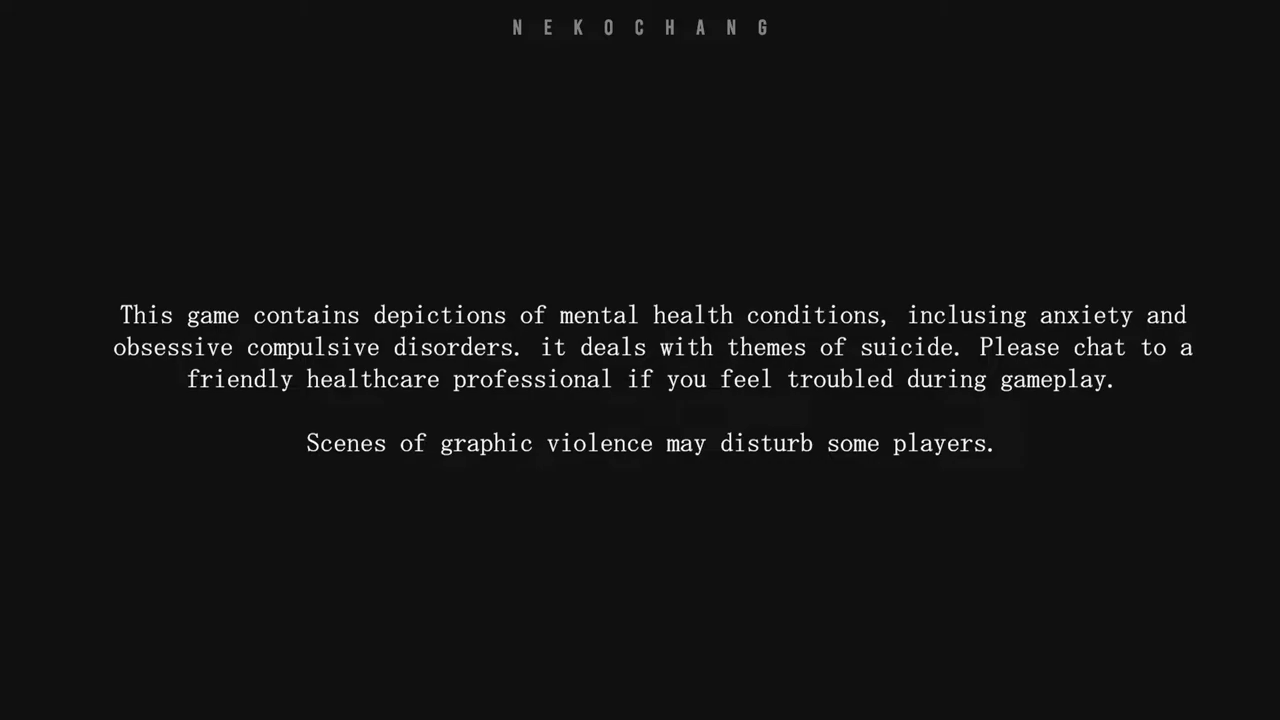 NEKOCHANG
This game contains depictions of mental health conditions, inclusing anxiety and
obsessive compulsive disorders. it deals with themes of suicide. Please chat to a
friendly healthcare professional if you feel troubled during gameplay.
Scenes of graphic violence may disturb some players.